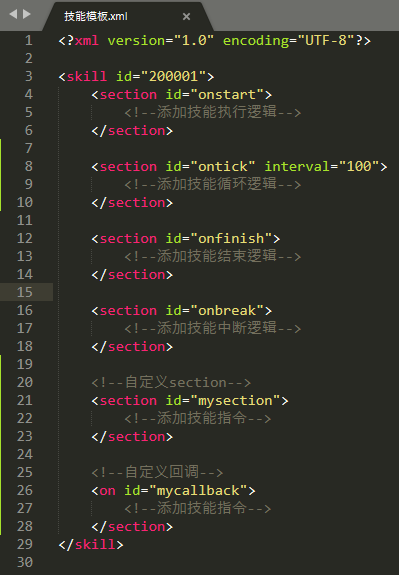 技能模板.xml
1 <?xml version="1.0" encoding="UTF-8"?>
2
3 <skill id="200001">
4 <section id="onstart">
5 <!--添加技能执行逻辑-->
6 </section>
7
8 <section id="ontick" interval="100">
9 <!--添加技能循环逻辑-->
10 </section>
11
12 <section id="onfinish">
13 <!--添加技能结束逻辑-->
14 </section>
15
16 <section id="onbreak">
17 <!--添加技能中断逻辑-->
18 </section>
19
20 <!--自定义section-->
21 <section id="mysection">
22 <!--添加技能指令-->
23 </section>
24
25 <!--自定义回调-->
26 <on id="mycallback">
27 <!--添加技能指令-->
28 </section>
29 </skill>
30